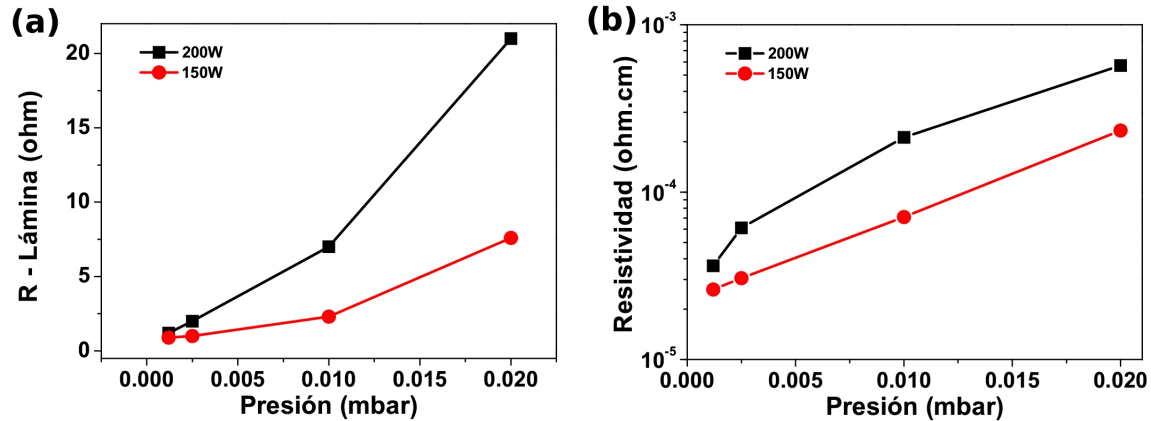 (a)
R - Lámina (ohm)
20
15
10
5
0
200W
150W
0.000 0.005 0.010 0.015 0.020
Presión (mbar)
(b)
Resistividad (ohm.cm)
10-3
10-4
10-5
200W
150W
0.000 0.005 0.010 0.015 0.020
Presión (mbar)